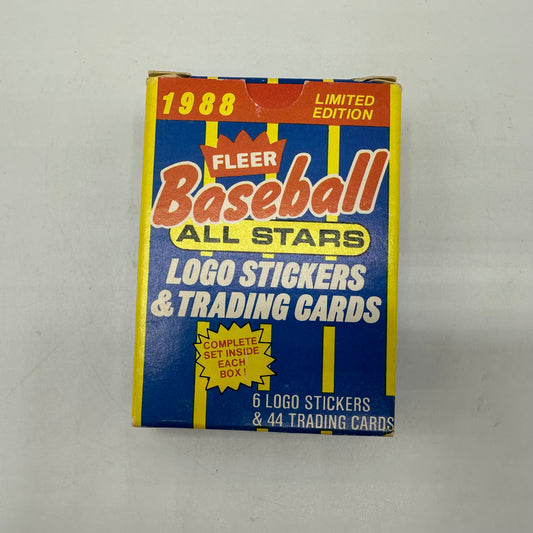 1988
LIMITED
EDITION
FLEER
Baseball
ALL STARS
LOGO STICKERS
& TRADING CARDS
COMPLETE
SET INSIDE
EACH
BOX!
6 LOGO STICKERS
& 44 TRADING CARDS